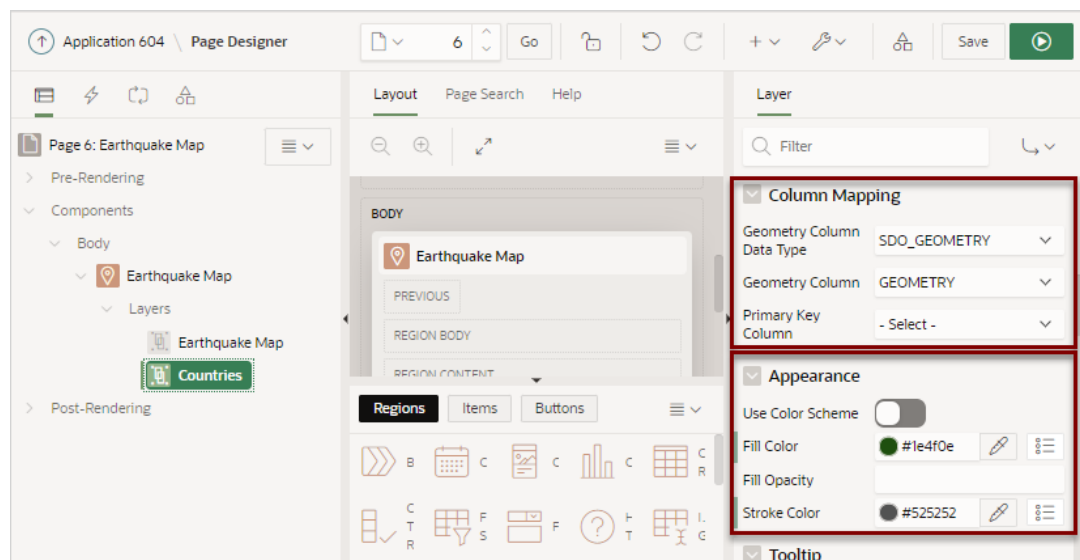 Application 604 \ Page Designer
6
Go
Save
Layout
Page Search
Help
Layer
Page 6: Earthquake Map
Filter
Pre-Rendering
Components
Body
Earthquake Map
Layers
Earthquake Map
Countries
Post-Rendering
BODY
Earthquake Map
PREVIOUS
REGION BODY
REGION CONTENT
Regions
Items
Buttons
B
C
C
C
C
R
C
T
R
F
S
F
H
T
I.
G
Column Mapping
Geometry Column
Data Type
SDO_GEOMETRY
Geometry Column
GEOMETRY
Primary Key
Column
- Select -
Appearance
Use Color Scheme
Fill Color
#1e4f0e
Fill Opacity
Stroke Color
#525252
Tooltip